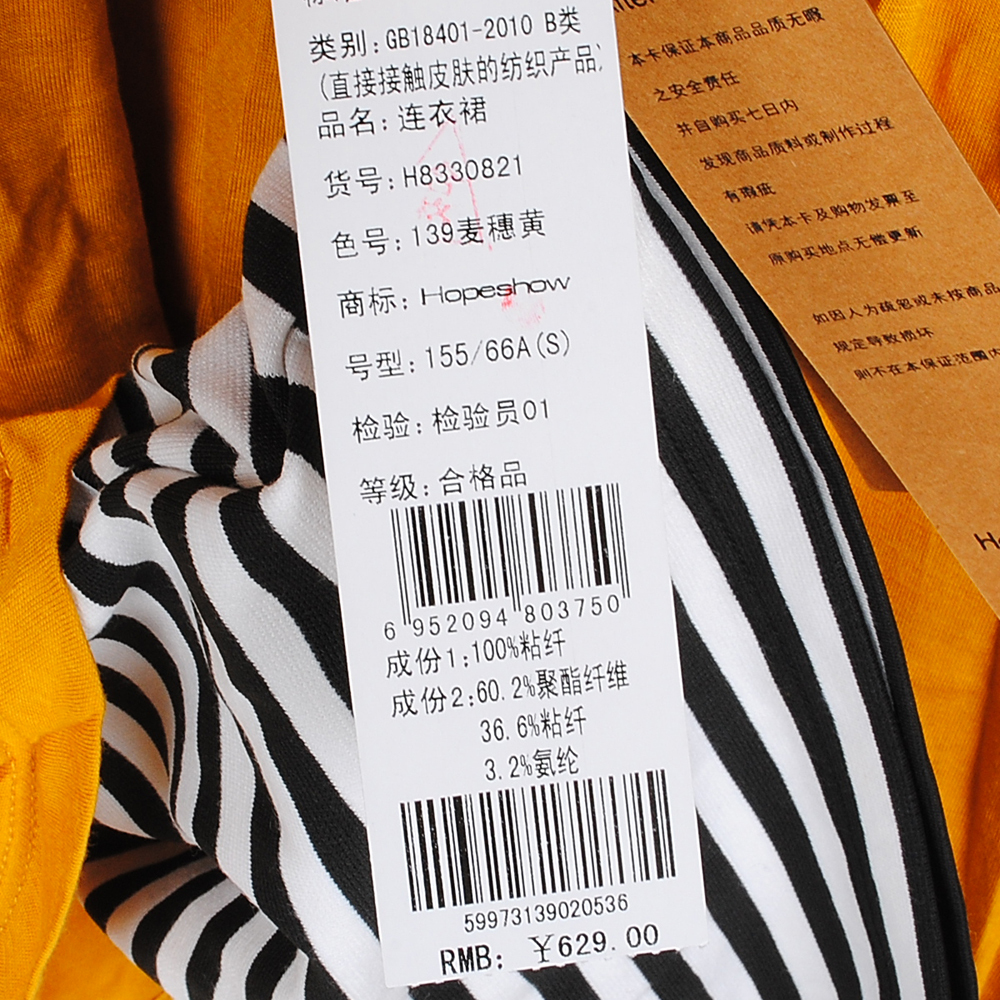 类别:GB18401-2010 B类
(直接接触皮肤的纺织产品)
品名:连衣裙
货号:H8330821
色号:139麦穗黄
商标:Hopeshow
号型:155/66A(S)
检验:检验员01
等级:合格品
6 952094 803750
成份1:100%粘纤
成份2:60.2%聚酯纤维
36.6%粘纤
3.2%氨纶
59973139020536
RMB: ¥629.00
本卡保证本商品品质无暇
之安全责任
并自购买七日内
发现商品质料或制作过程
有瑕疵
请凭本卡及购物发票至
原购买地点无偿更新
如因人为疏忽或未按商品
规定导致损坏
则不在本保证范围内